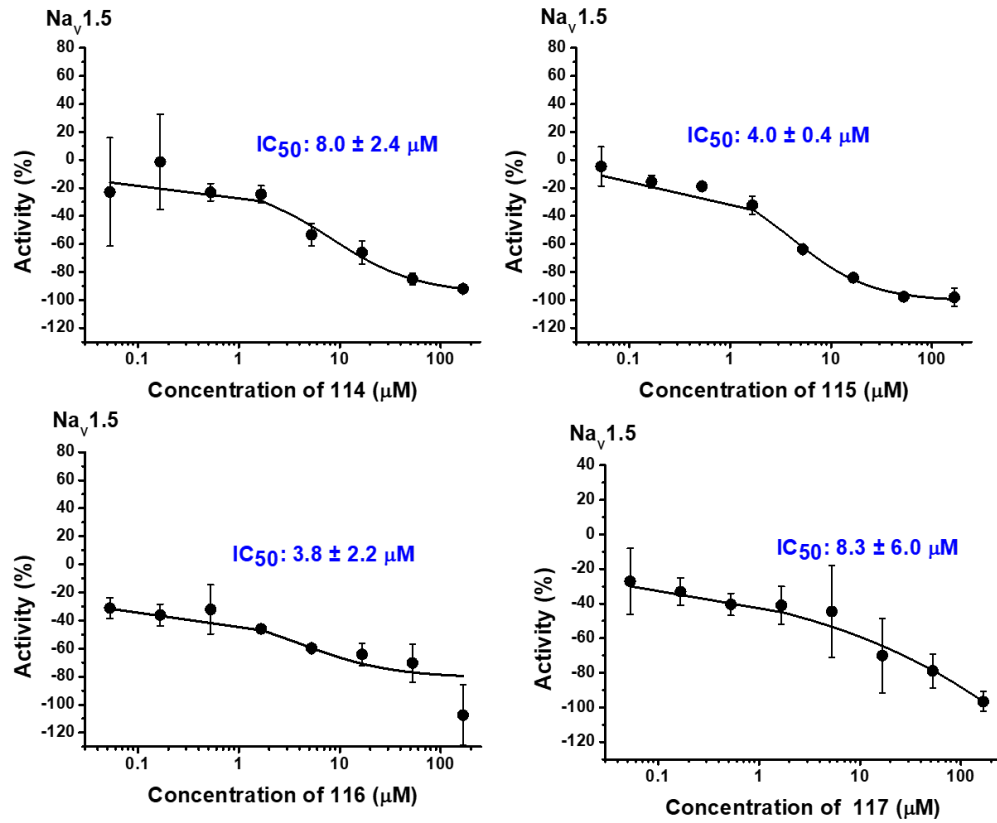 Na_v1.5
80
60
40
20
0
-20
-40
-60
-80
-100
-120
Activity (%)
IC50: 8.0 ± 2.4 μM
0.1 1 10 100
Concentration of 114 (μM)
Na_v1.5
80
60
40
20
0
-20
-40
-60
-80
-100
-120
Activity (%)
IC50: 4.0 ± 0.4 μM
0.1 1 10 100
Concentration of 115 (μM)
Na_v1.5
80
60
40
20
0
-20
-40
-60
-80
-100
-120
Activity (%)
IC50: 3.8 ± 2.2 μM
0.1 1 10 100
Concentration of 116 (μM)
Na_v1.5
40
20
0
-20
-40
-60
-80
-100
-120
Activity (%)
IC50: 8.3 ± 6.0 μM
0.1 1 10 100
Concentration of 117 (μM)